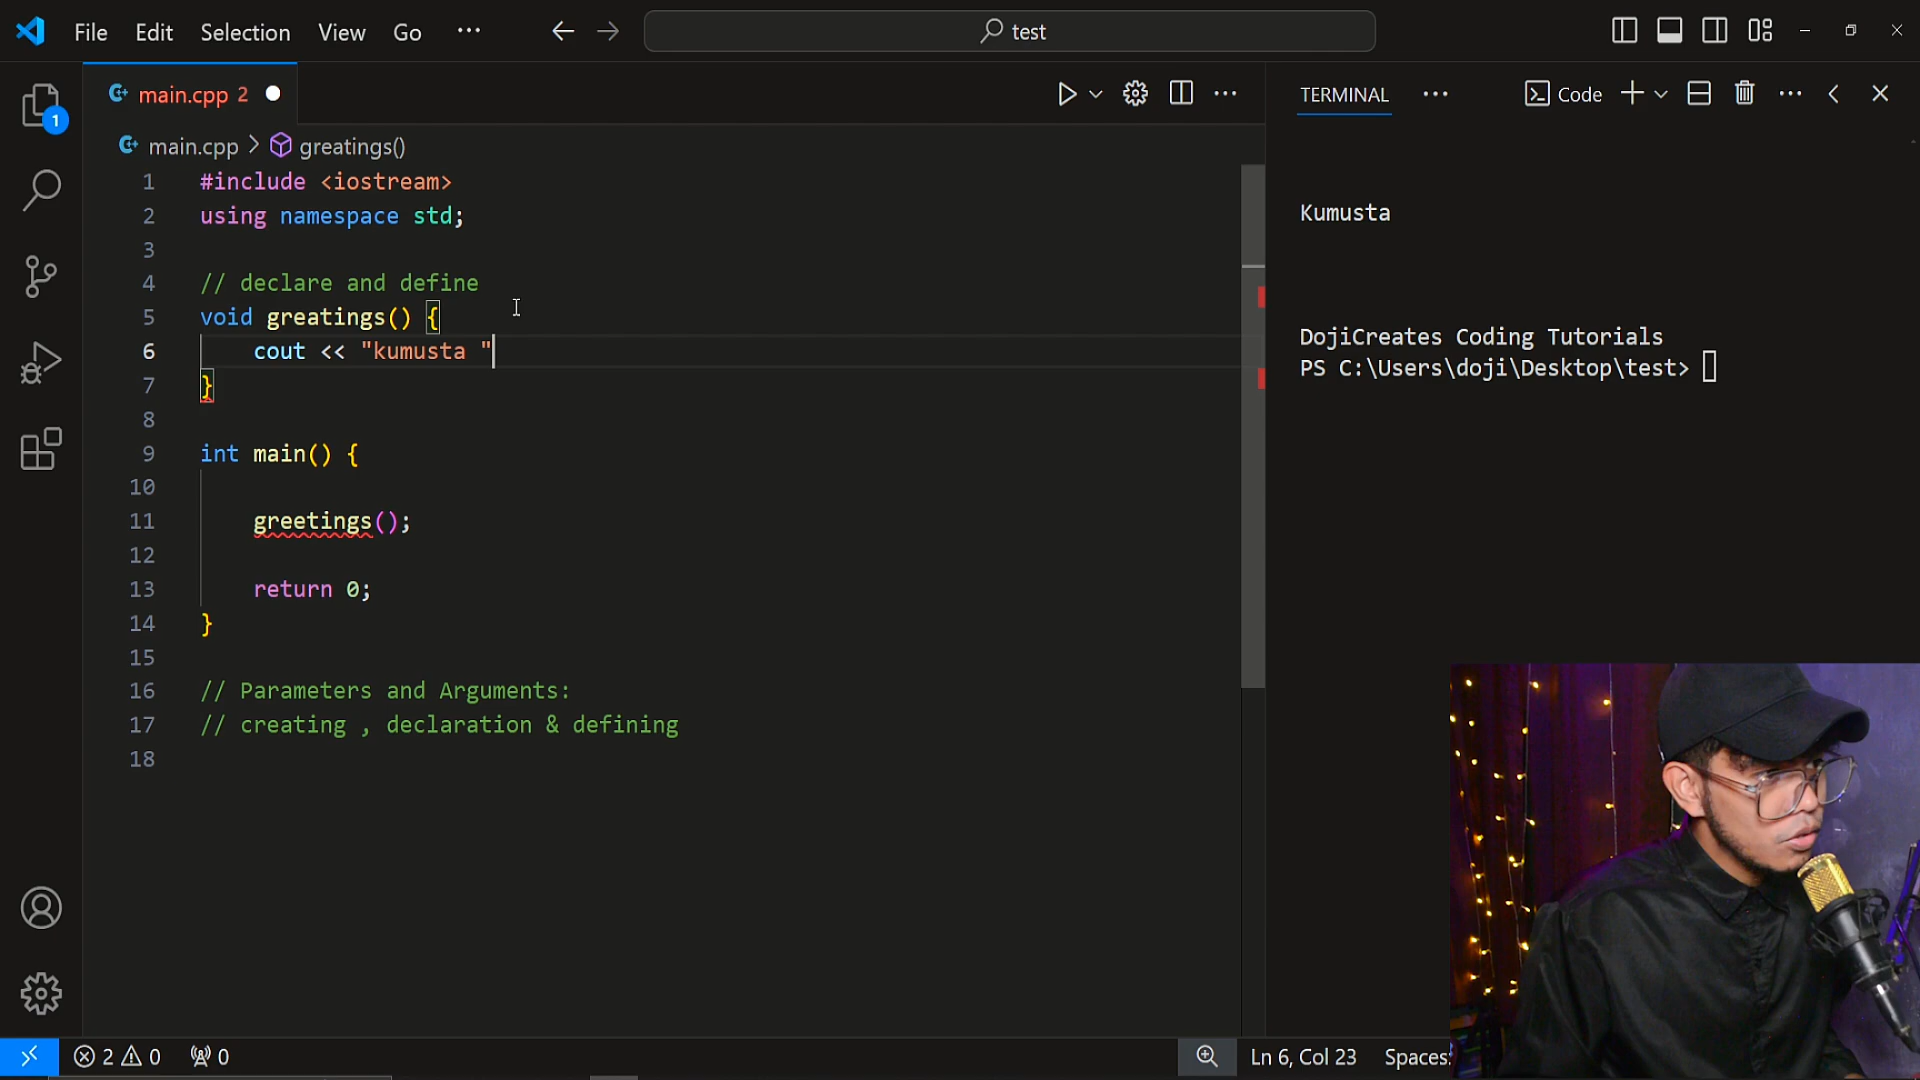 File Edit Selection View Go ···
test
main.cpp 2
main.cpp > greatings()
1 #include <iostream>
2 using namespace std;
3
4 // declare and define
5 void greatings() {
6 cout << "kumusta "
7 }
8
9 int main() {
10
11 greetings();
12
13 return 0;
14 }
15
16 // Parameters and Arguments:
17 // creating , declaration & defining
18
TERMINAL ··· Code
Kumusta
DojiCreates Coding Tutorials
PS C:\Users\doji\Desktop\test>
1
2 0 0
Ln 6, Col 23 Spaces: